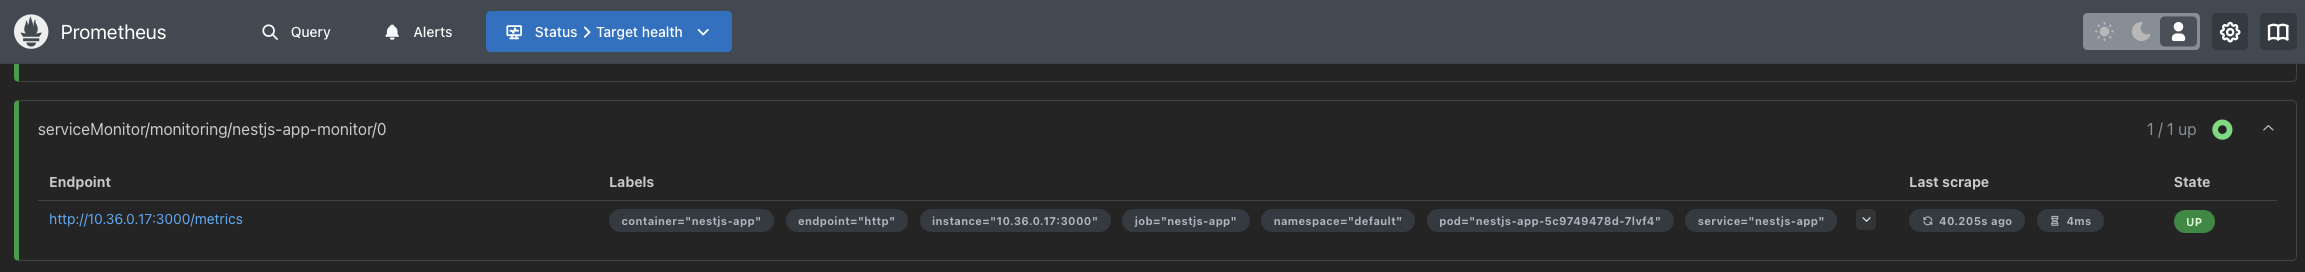 Prometheus Query Alerts Status > Target health
serviceMonitor/monitoring/nestjs-app-monitor/0 1 / 1 up
Endpoint Labels Last scrape State
http://10.36.0.17:3000/metrics container="nestjs-app" endpoint="http" instance="10.36.0.17:3000" job="nestjs-app" namespace="default" pod="nestjs-app-5c9749478d-7lvf4" service="nestjs-app" 40.205s ago 4ms UP